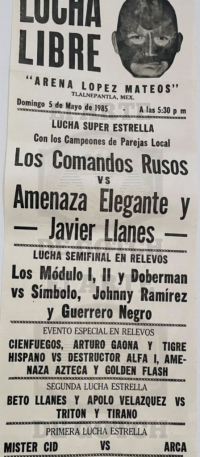 LUCHA
LIBRE
"ARENA LOPEZ MATEOS"
TLALNEPANTLA, MEX.
Domingo 5 de Mayo de 1985 . A las 5:30 p m
LUCHA SUPER ESTRELLA
Con los Campeones de Parejas Local
Los Comandos Rusos
VS
Amenaza Elegante y
— Javier Llanes —
LUCHA SEMIFINAL EN RELEVOS
Los Módulo I, II y Doberman
vs Símbolo, Johnny Ramírez
y Guerrero Negro
EVENTO ESPECIAL EN RELEVOS
CIENFUEGOS, ARTURO GAONA Y TIGRE
HISPANO VS DESTRUCTOR ALFA I, AME-
NAZA AZTECA Y GOLDEN FLASH
SEGUNDA LUCHA ESTRELLA
BETO LLANES Y APOLO VELAZQUEZ VS
TRITON Y TIRANO
PRIMERA LUCHA ESTRELLA
MISTER CID VS ARCA